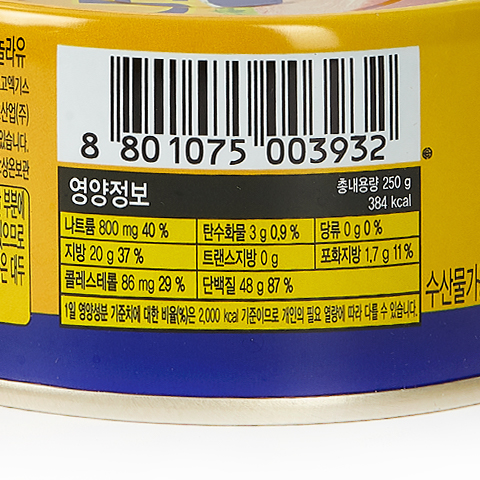 놀라유
고엑기스
산업(주)
있습니다.
상온보관
부분에
있으므로
은 대두
8 801075 003932
영양정보
총내용량 250 g
384 kcal
나트륨 800 mg 40 %
탄수화물 3 g 0.9 %
당류 0 g 0 %
지방 20 g 37 %
트랜스지방 0 g
포화지방 1.7 g 11 %
콜레스테롤 86 mg 29 %
단백질 48 g 87 %
1일 영양성분 기준치에 대한 비율(%)은 2,000 kcal 기준이므로 개인의 필요 열량에 따라 다를 수 있습니다.
수산물가